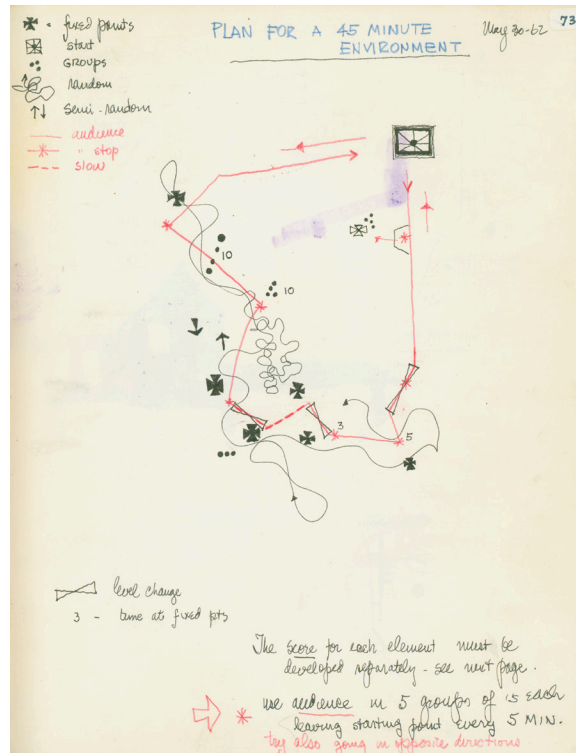 73
PLAN FOR A 45 MINUTE
ENVIRONMENT
May 30-62
fixed points
start
GROUPS
random
semi-random
audience
" stop
slow
10
10
3
5
level change
3 - time at fixed pts
The score for each element must be
developed separately - see next page.
use audience in 5 groups of 15 each
leaving starting point every 5 MIN.
try also going in opposite directions